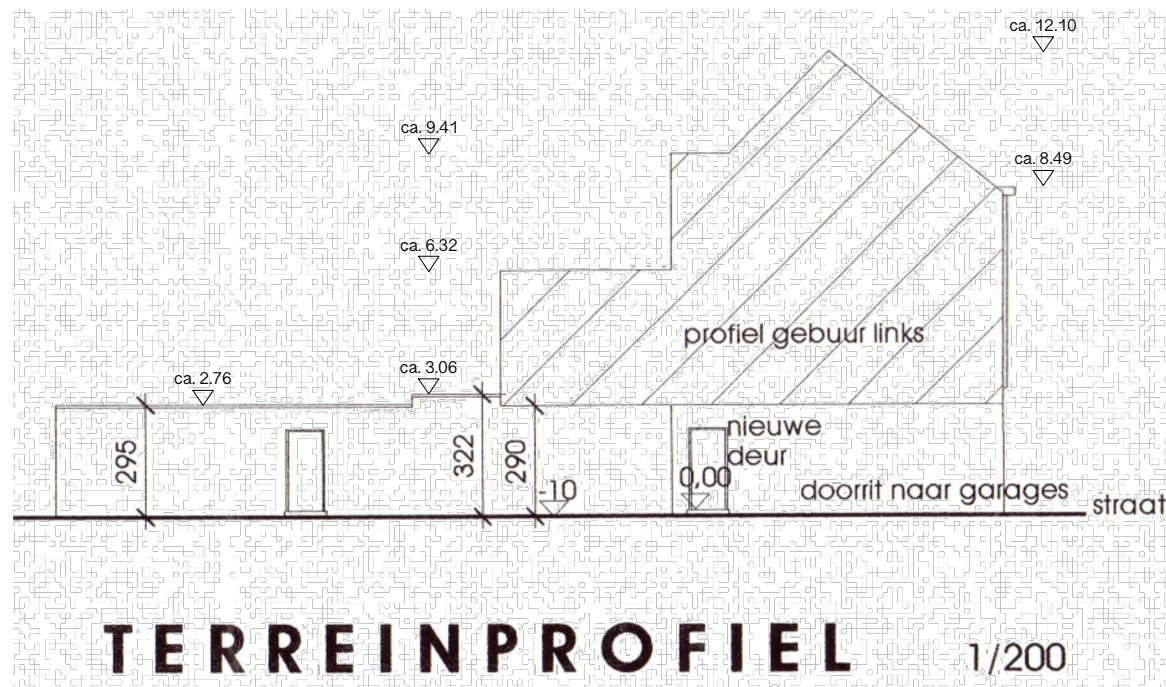 ca. 12.10
ca. 9.41
ca. 8.49
ca. 6.32
profiel gebuur links
ca. 3.06
ca. 2.76
nieuwe
deur
295
322
290
-10
0,00
doorrit naar garages
straat
TERREINPROFIEL
1/200